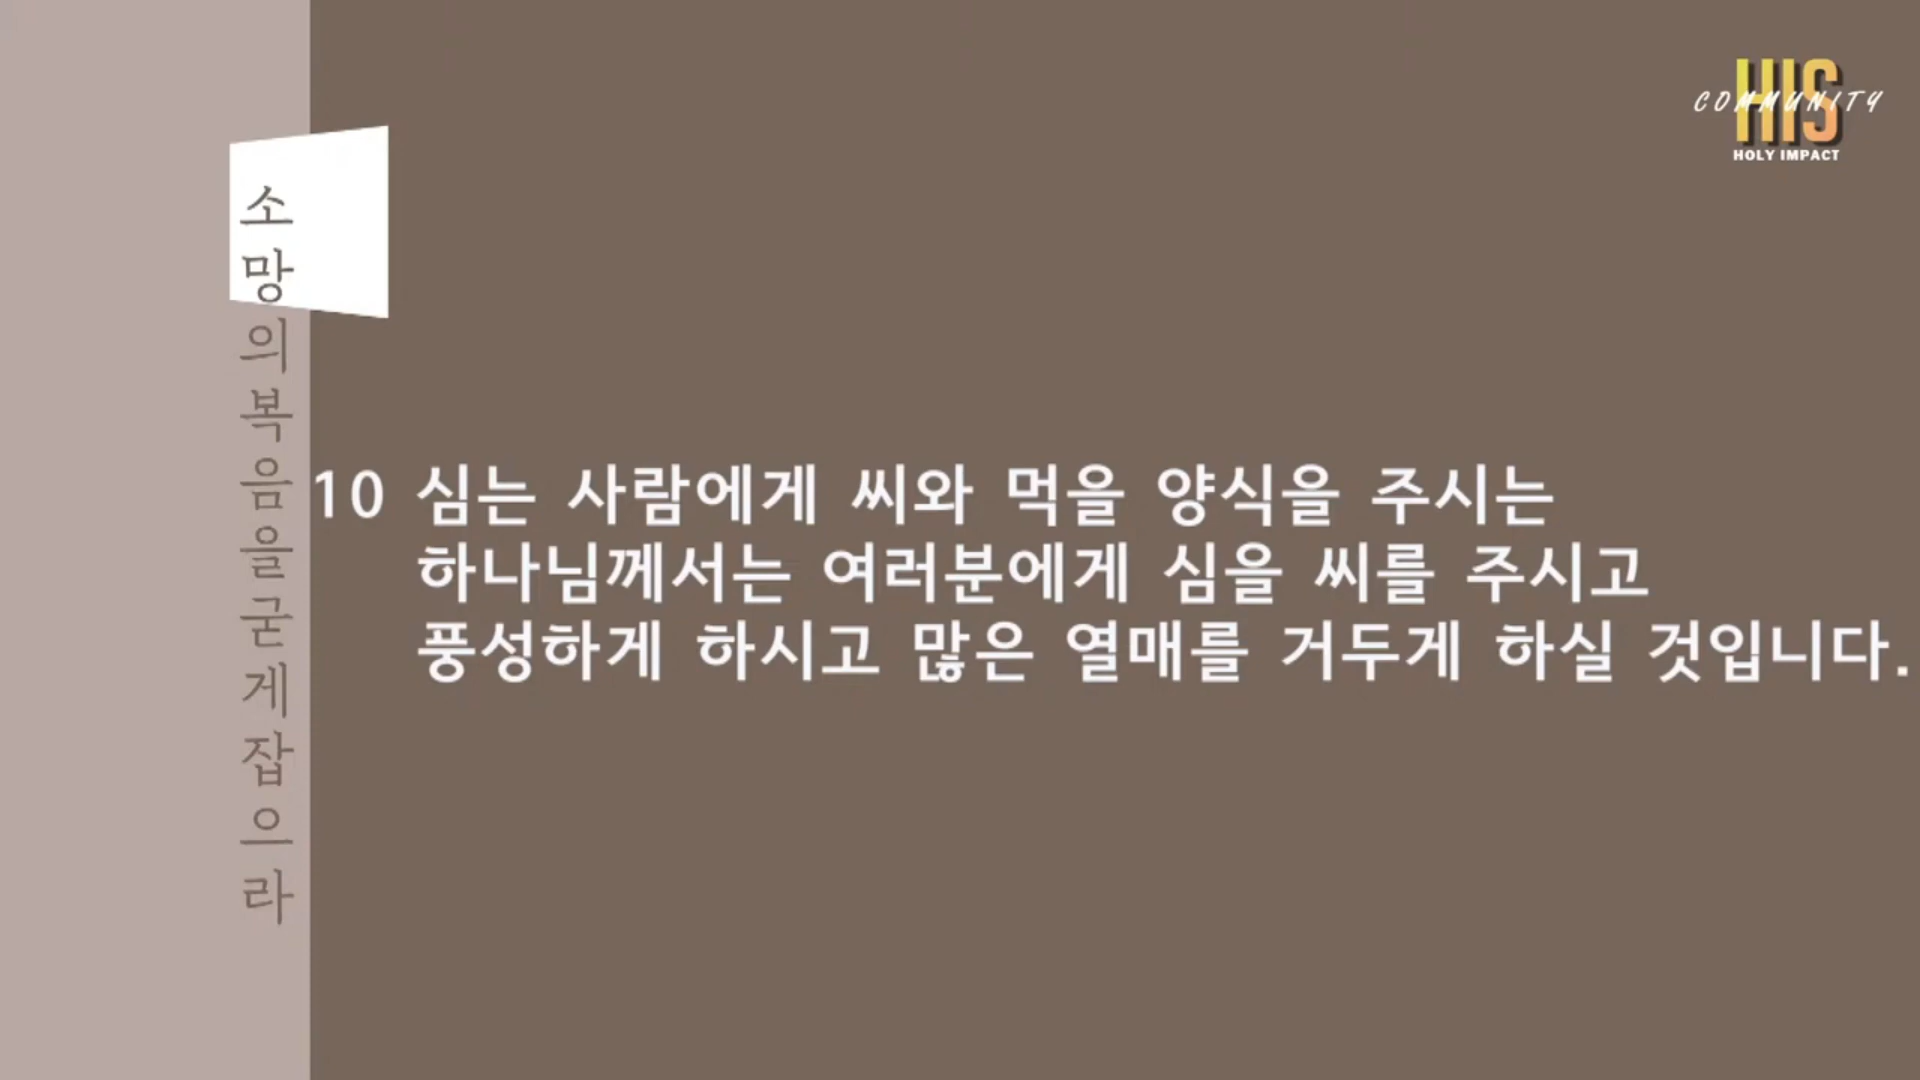 소망의복음을굳게잡으라
HIS
COMMUNITY
HOLY IMPACT
10 심는 사람에게 씨와 먹을 양식을 주시는
하나님께서는 여러분에게 심을 씨를 주시고
풍성하게 하시고 많은 열매를 거두게 하실 것입니다.